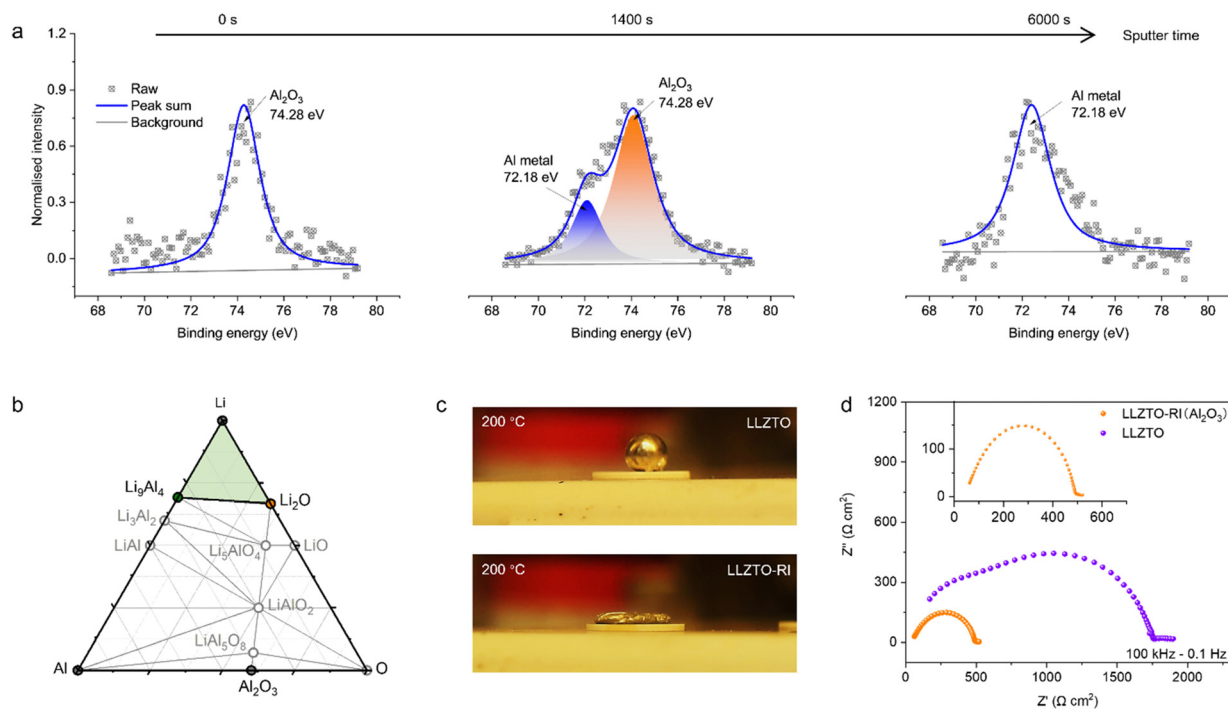 a
0 s
1400 s
6000 s
Sputter time
Normalised intensity
1.2
0.9
0.6
0.3
0.0
Raw
Peak sum
Background
Al₂O₃
74.28 eV
68 70 72 74 76 78 80
Binding energy (eV)
Al metal
72.18 eV
Al₂O₃
74.28 eV
68 70 72 74 76 78 80
Binding energy (eV)
Al metal
72.18 eV
68 70 72 74 76 78 80
Binding energy (eV)
b
Li
Li₉Al₄
Li₂O
Li₃Al₂
LiAl
Li₅AlO₄
LiO
LiAlO₂
LiAl₅O₈
Al
Al₂O₃
O
c
200 °C
LLZTO
200 °C
LLZTO-RI
d
Z'' (Ω cm²)
1200
1050
900
750
600
450
300
150
0
100
0
0 200 400 600
LLZTO-RI(Al₂O₃)
LLZTO
100 kHz - 0.1 Hz
0 500 1000 1500 2000
Z' (Ω cm²)